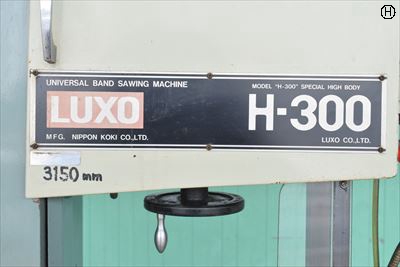 UNIVERSAL BAND SAWING MACHINE
MODEL "H-300" SPECIAL HIGH BODY
LUXO
H-300
M.F.G. NIPPON KOKI CO.,LTD.
LUXO CO.,LTD.
3150 mm
H